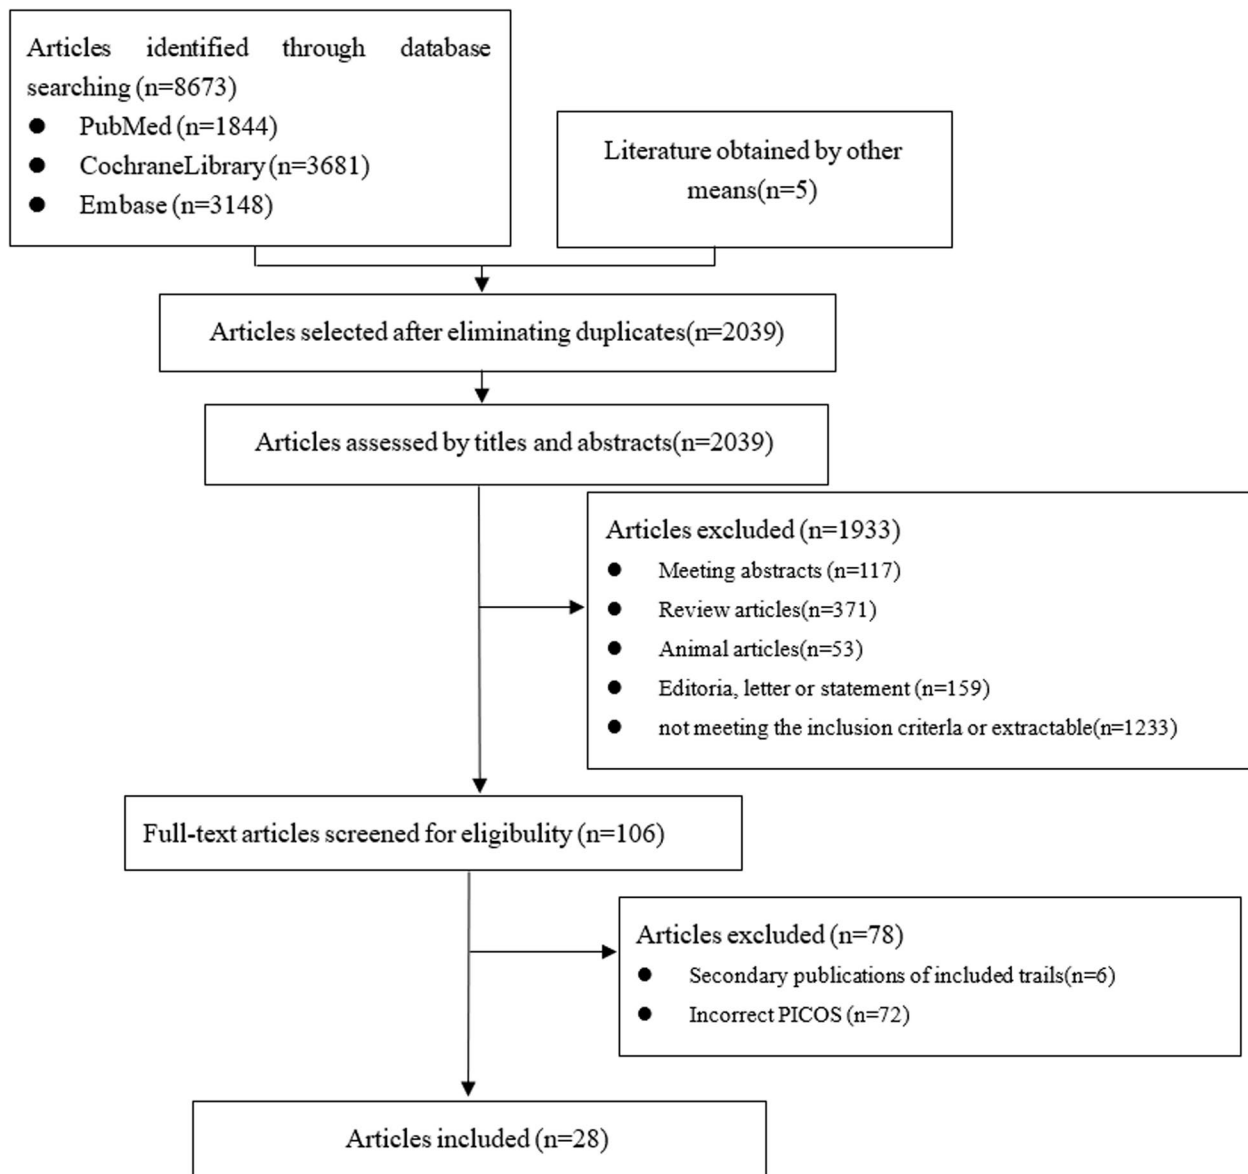 Articles identified through database
searching (n=8673)
● PubMed (n=1844)
● CochraneLibrary (n=3681)
● Embase (n=3148)
Literature obtained by other
means(n=5)
Articles selected after eliminating duplicates(n=2039)
Articles assessed by titles and abstracts(n=2039)
Articles excluded (n=1933)
● Meeting abstracts (n=117)
● Review articles(n=371)
● Animal articles(n=53)
● Editoria, letter or statement (n=159)
● not meeting the inclusion criterla or extractable(n=1233)
Full-text articles screened for eligibulity (n=106)
Articles excluded (n=78)
● Secondary publications of included trails(n=6)
● Incorrect PICOS (n=72)
Articles included (n=28)